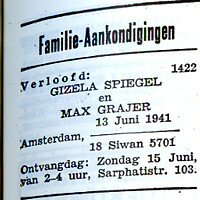 Familie-Aankondigingen
Verloofd: 1422
GIZELA SPIEGEL
en
MAX GRAJER
13 Juni 1941
Amsterdam, 18 Siwan 5701
Ontvangdag: Zondag 15 Juni,
van 2-4 uur, Sarphatistr. 103.